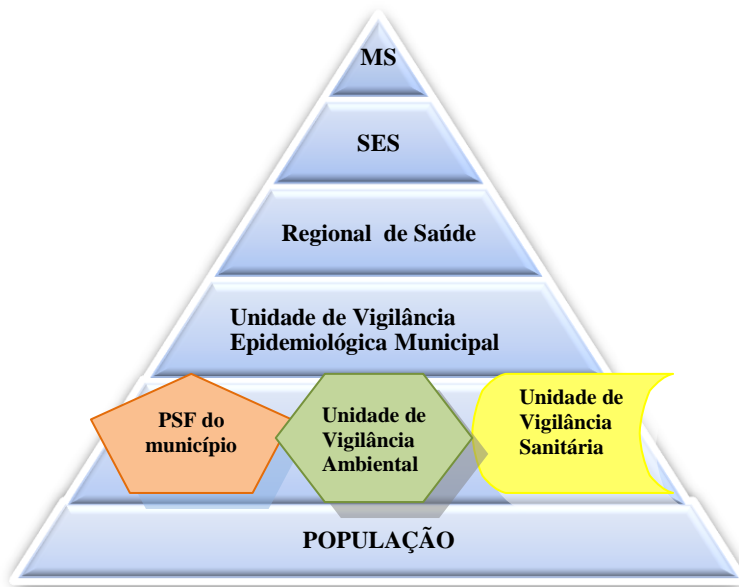 MS
SES
Regional de Saúde
Unidade de Vigilância
Epidemiológica Municipal
PSF do
município
Unidade de
Vigilância
Ambiental
Unidade de
Vigilância
Sanitária
POPULAÇÃO